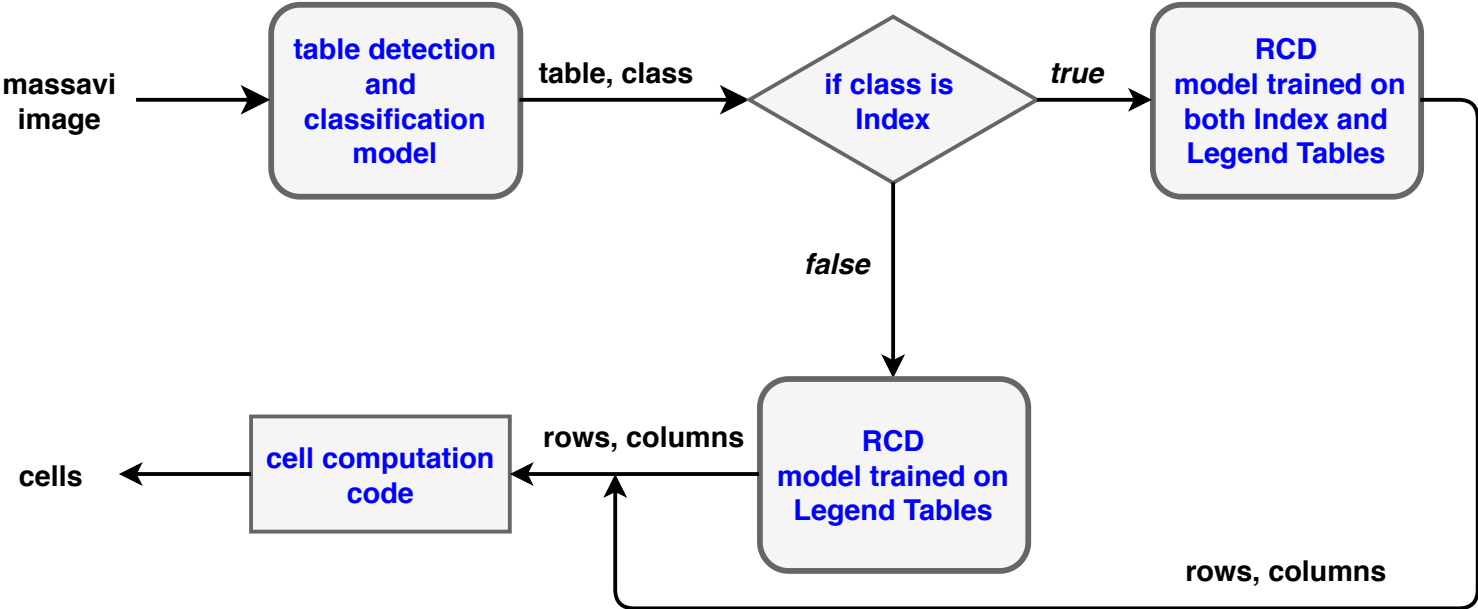 massavi
image
table detection
and
classification
model
table, class
if class is
Index
true
RCD
model trained on
both Index and
Legend Tables
false
RCD
model trained on
Legend Tables
rows, columns
rows, columns
cell computation
code
cells